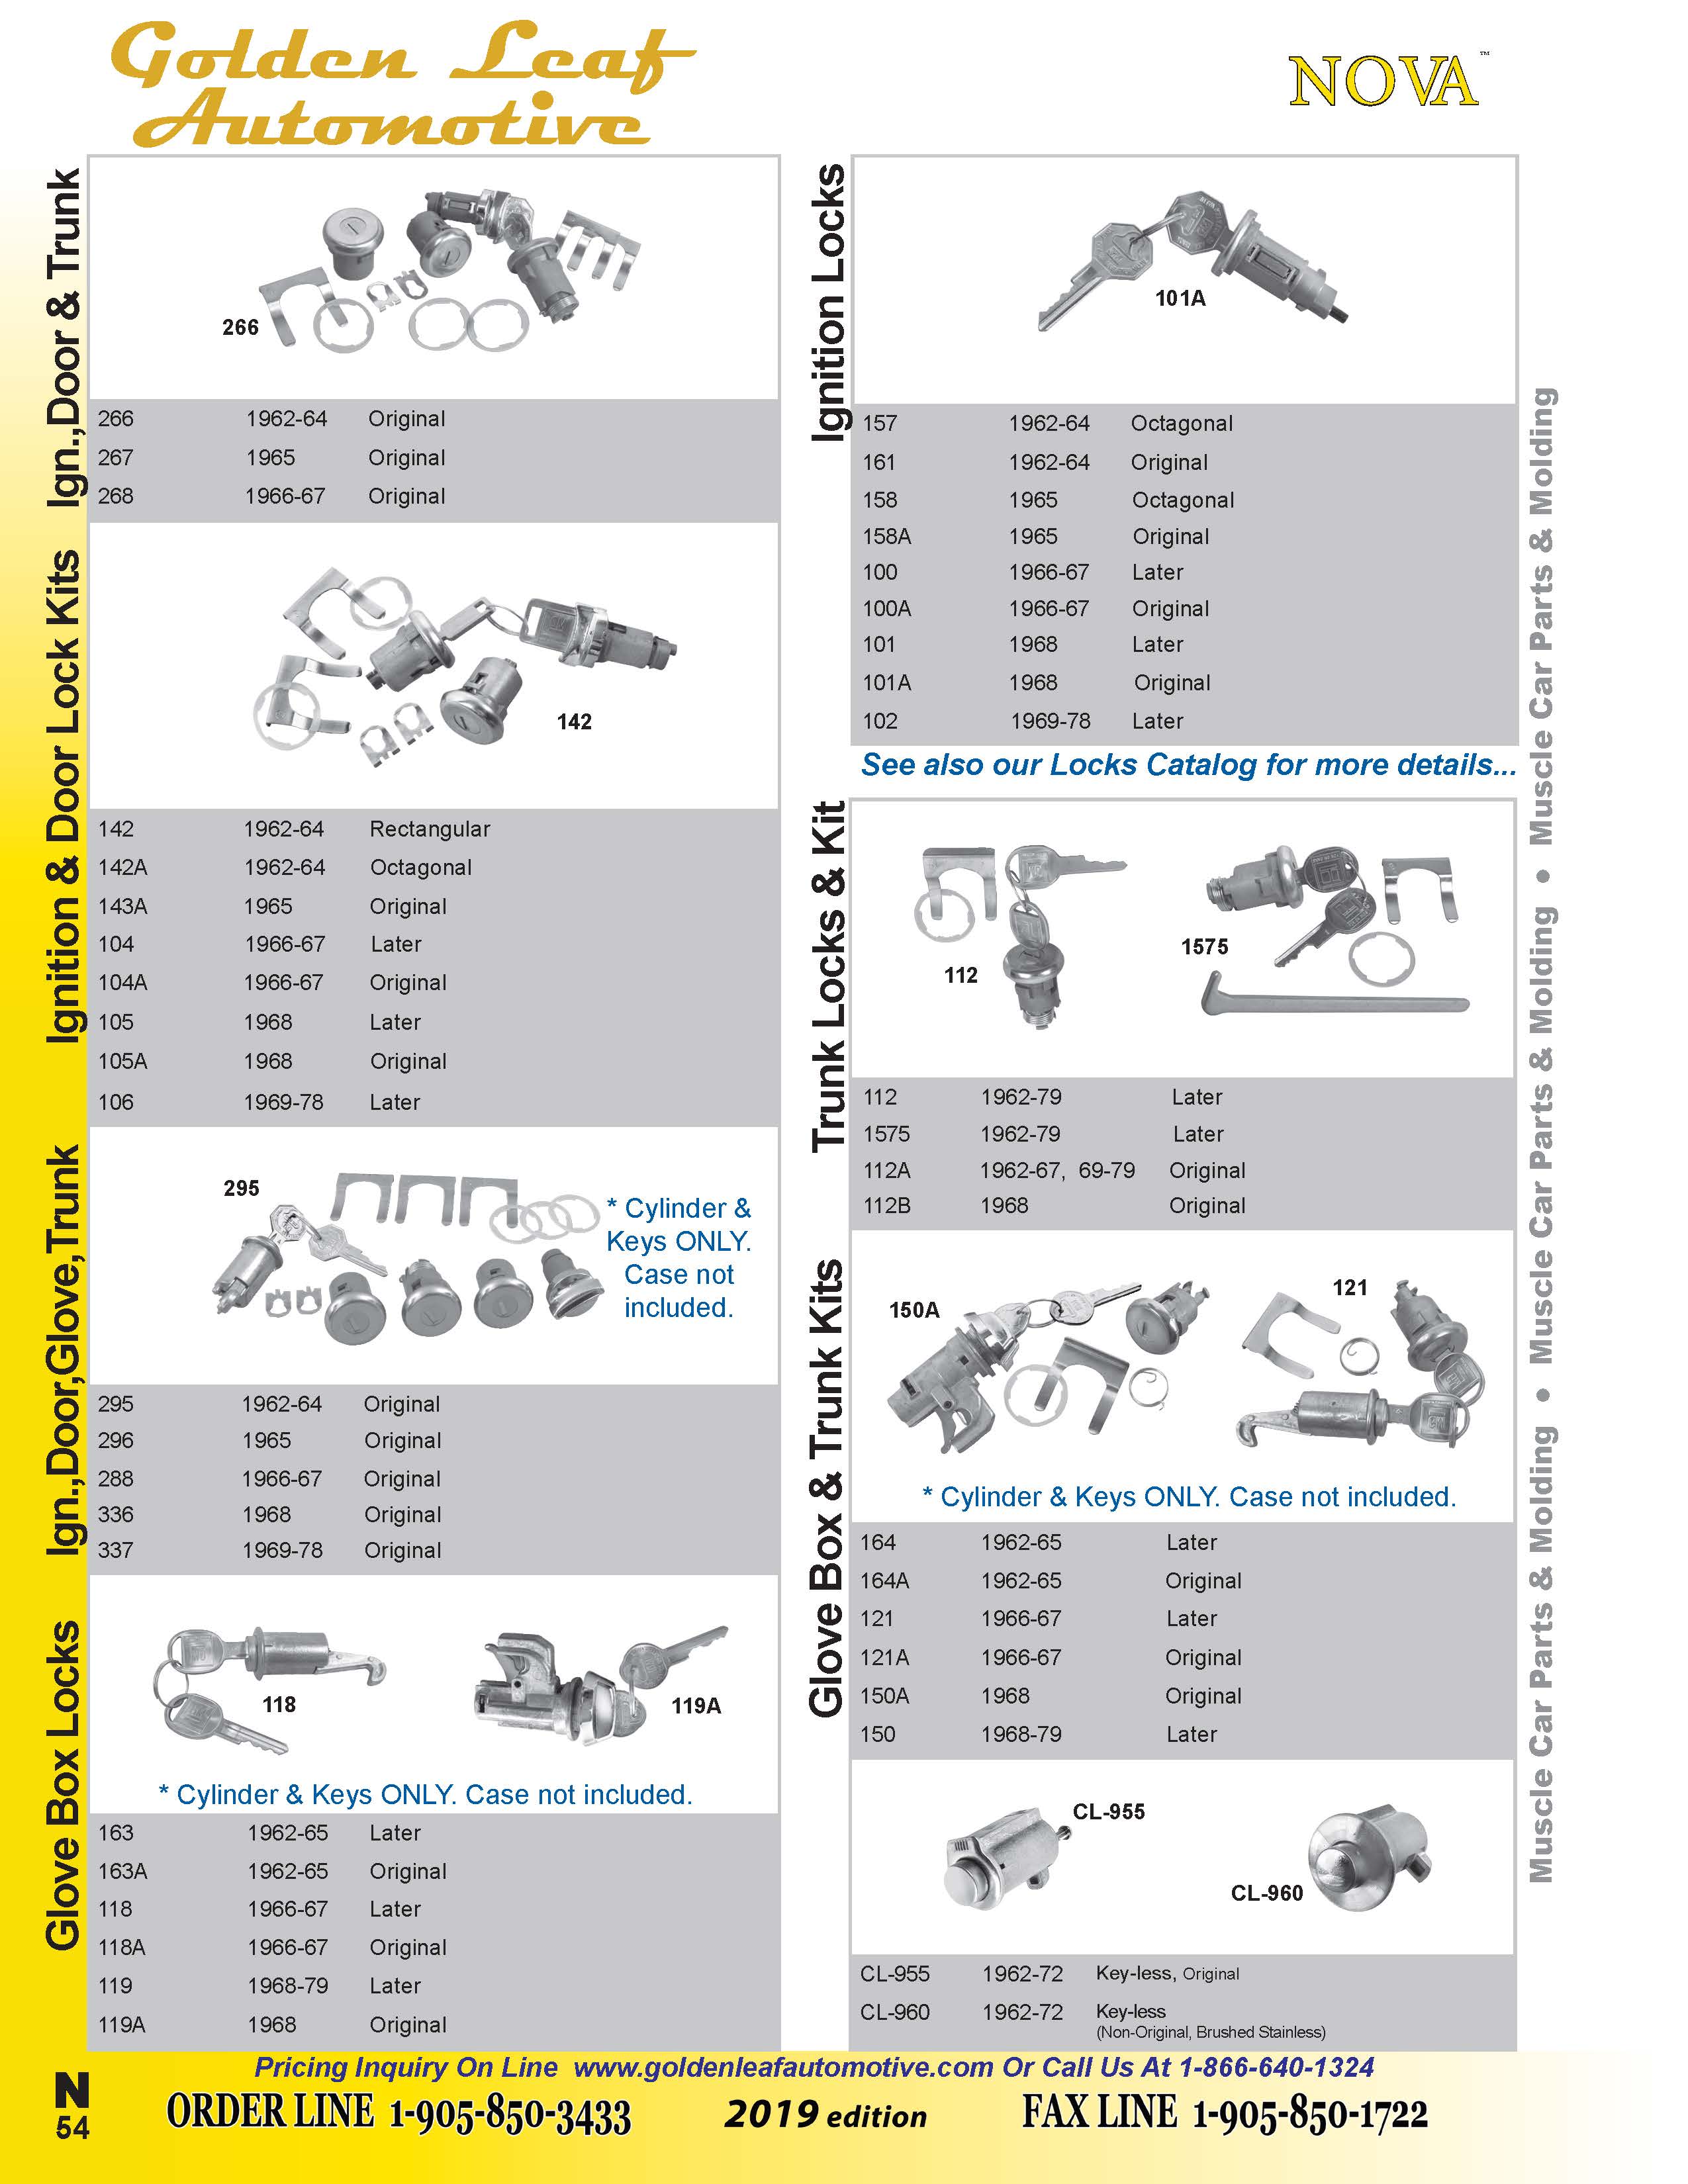 Golden Leaf
Automotive
NOVA™
Ign.,Door & Trunk
266
266 1962-64 Original
267 1965 Original
268 1966-67 Original
Ignition & Door Lock Kits
142
142 1962-64 Rectangular
142A 1962-64 Octagonal
143A 1965 Original
104 1966-67 Later
104A 1966-67 Original
105 1968 Later
105A 1968 Original
106 1969-78 Later
Ign.,Door,Glove,Trunk
295
* Cylinder &
Keys ONLY.
Case not
included.
295 1962-64 Original
296 1965 Original
288 1966-67 Original
336 1968 Original
337 1969-78 Original
Glove Box Locks
118
119A
* Cylinder & Keys ONLY. Case not included.
163 1962-65 Later
163A 1962-65 Original
118 1966-67 Later
118A 1966-67 Original
119 1968-79 Later
119A 1968 Original
Ignition Locks
101A
157 1962-64 Octagonal
161 1962-64 Original
158 1965 Octagonal
158A 1965 Original
100 1966-67 Later
100A 1966-67 Original
101 1968 Later
101A 1968 Original
102 1969-78 Later
See also our Locks Catalog for more details...
Trunk Locks & Kit
112
1575
112 1962-79 Later
1575 1962-79 Later
112A 1962-67, 69-79 Original
112B 1968 Original
Glove Box & Trunk Kits
150A
121
* Cylinder & Keys ONLY. Case not included.
164 1962-65 Later
164A 1962-65 Original
121 1966-67 Later
121A 1966-67 Original
150A 1968 Original
150 1968-79 Later
CL-955
CL-960
CL-955 1962-72 Key-less, Original
CL-960 1962-72 Key-less
(Non-Original, Brushed Stainless)
Muscle Car Parts & Molding • Muscle Car Parts & Molding • Muscle Car Parts & Molding
Pricing Inquiry On Line www.goldenleafautomotive.com Or Call Us At 1-866-640-1324
N
54
ORDER LINE 1-905-850-3433 2019 edition FAX LINE 1-905-850-1722